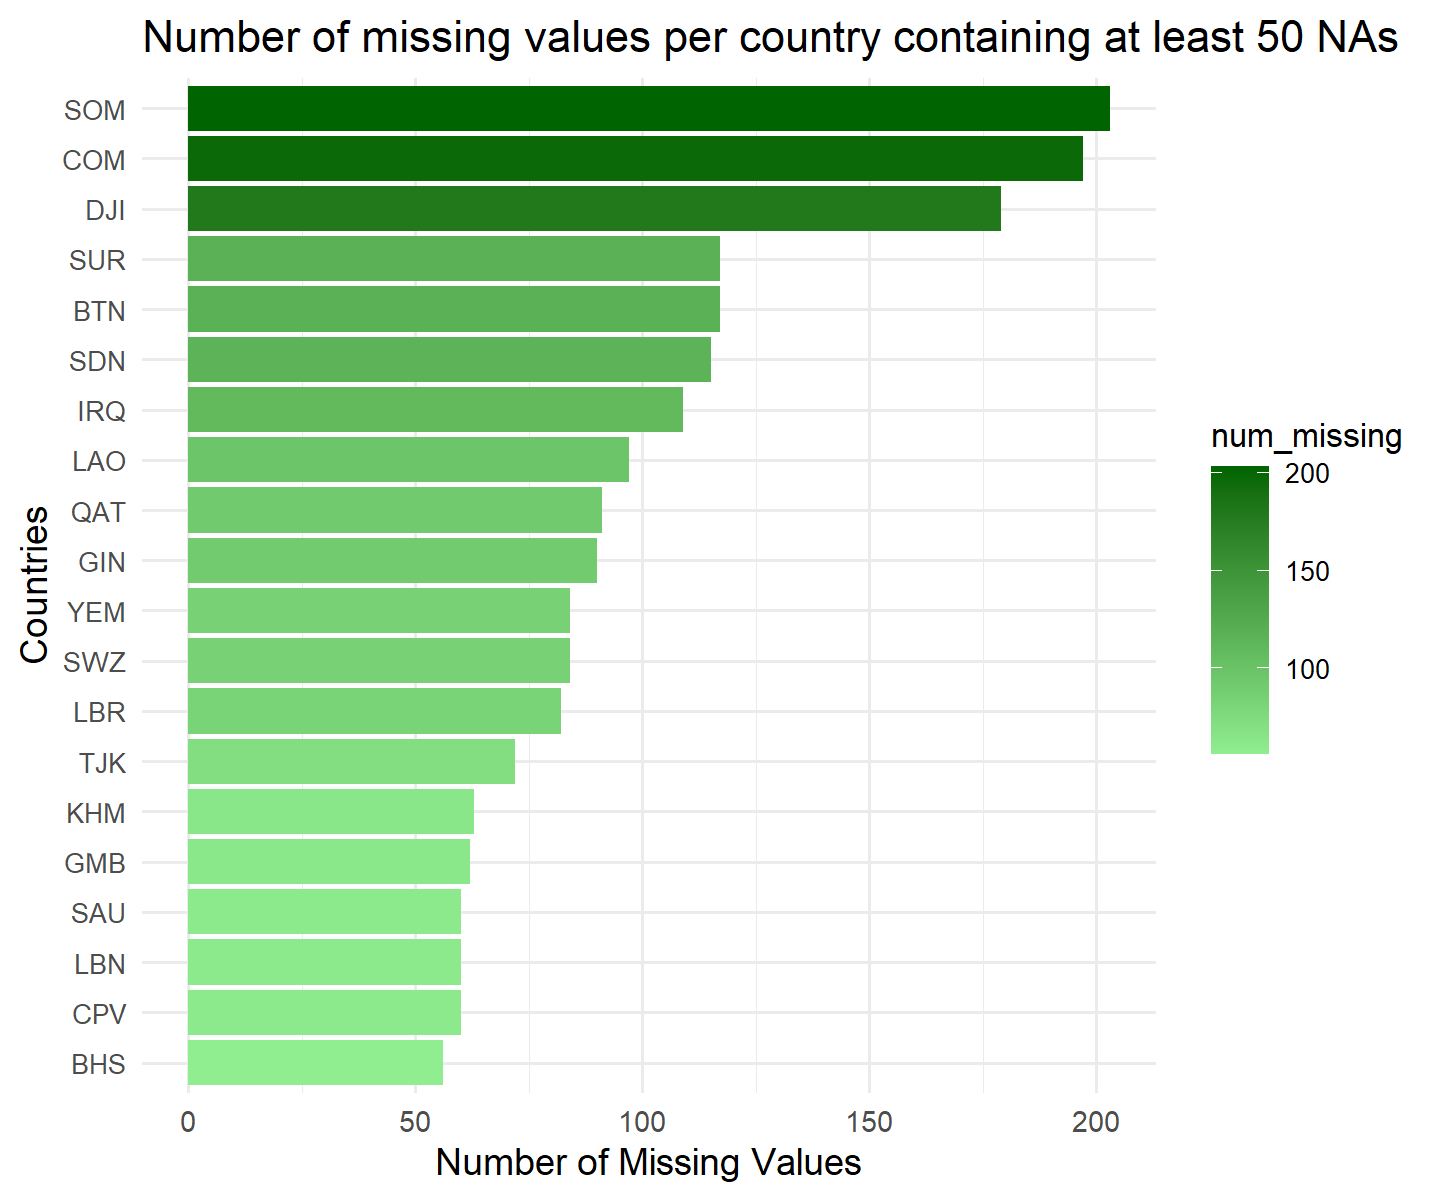 Number of missing values per country containing at least 50 NAs
SOM
COM
DJI
SUR
BTN
SDN
IRQ
LAO
QAT
GIN
YEM
SWZ
LBR
TJK
KHM
GMB
SAU
LBN
CPV
BHS
Countries
0 50 100 150 200
Number of Missing Values
num_missing
200
150
100